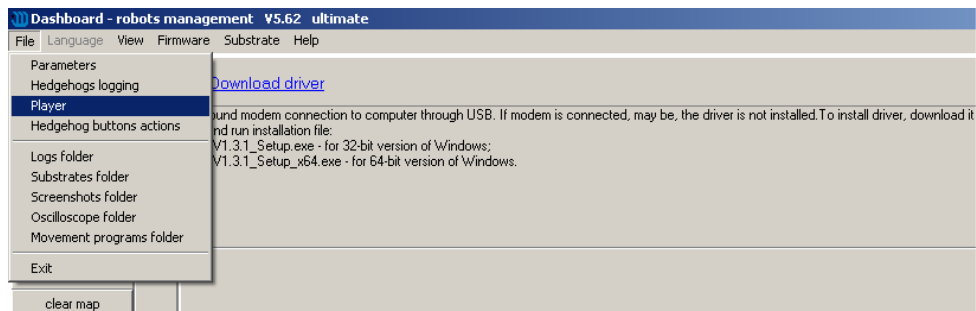 Dashboard - robots management V5.62 ultimate
File Language View Firmware Substrate Help
Parameters
Hedgehogs logging
Player
Hedgehog buttons actions
Logs folder
Substrates folder
Screenshots folder
Oscilloscope folder
Movement programs folder
Exit
Download driver
und modem connection to computer through USB. If modem is connected, may be, the driver is not installed.To install driver, download it
nd run installation file:
V1.3.1_Setup.exe - for 32-bit version of Windows;
V1.3.1_Setup_x64.exe - for 64-bit version of Windows.
clear map